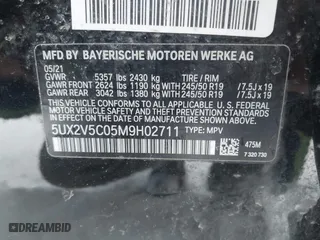 MFD BY BAYERISCHE MOTOREN WERKE AG
05/21
GVWR 5357 lbs 2430 kg TIRE / RIM
GAWR FRONT 2624 lbs 1190 kg WITH 245/50 R19 /7.5J x 19
GAWR REAR 3042 lbs 1380 kg WITH 245/50 R19 /7.5J x 19
THIS VEHICLE CONFORMS TO ALL APPLICABLE U.S. FEDERAL
MOTOR VEHICLE SAFETY, BUMPER AND THEFT PREVENTION
STANDARDS IN EFFECT ON THE DATE OF MANUFACTURE SHOWN ABOVE.
5UX2V5C05M9H02711 TYPE: MPV
475M
7 320 730
DREAMBID